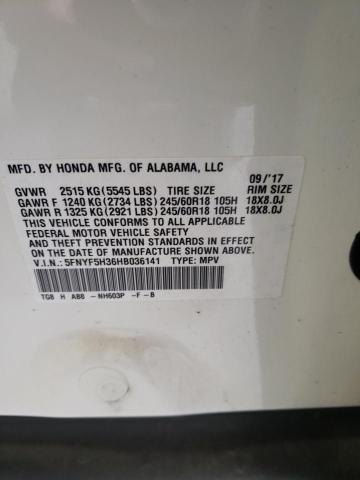 MFD. BY HONDA MFG. OF ALABAMA, LLC 09/'17
GVWR 2515 KG(5545 LBS) TIRE SIZE RIM SIZE
GAWR F 1240 KG(2734 LBS)245/60R18 105H 18X8.0J
GAWR R 1325 KG(2921 LBS)245/60R18 105H 18X8.0J
THIS VEHICLE CONFORMS TO ALL APPLICABLE
FEDERAL MOTOR VEHICLE SAFETY
AND THEFT PREVENTION STANDARDS IN EFFECT
ON THE DATE OF MANUFACTURE SHOWN ABOVE.
V.I.N.: 5FNYF5H36HB036141 TYPE: MPV
TG8 H AB8 -NH603P -F -B